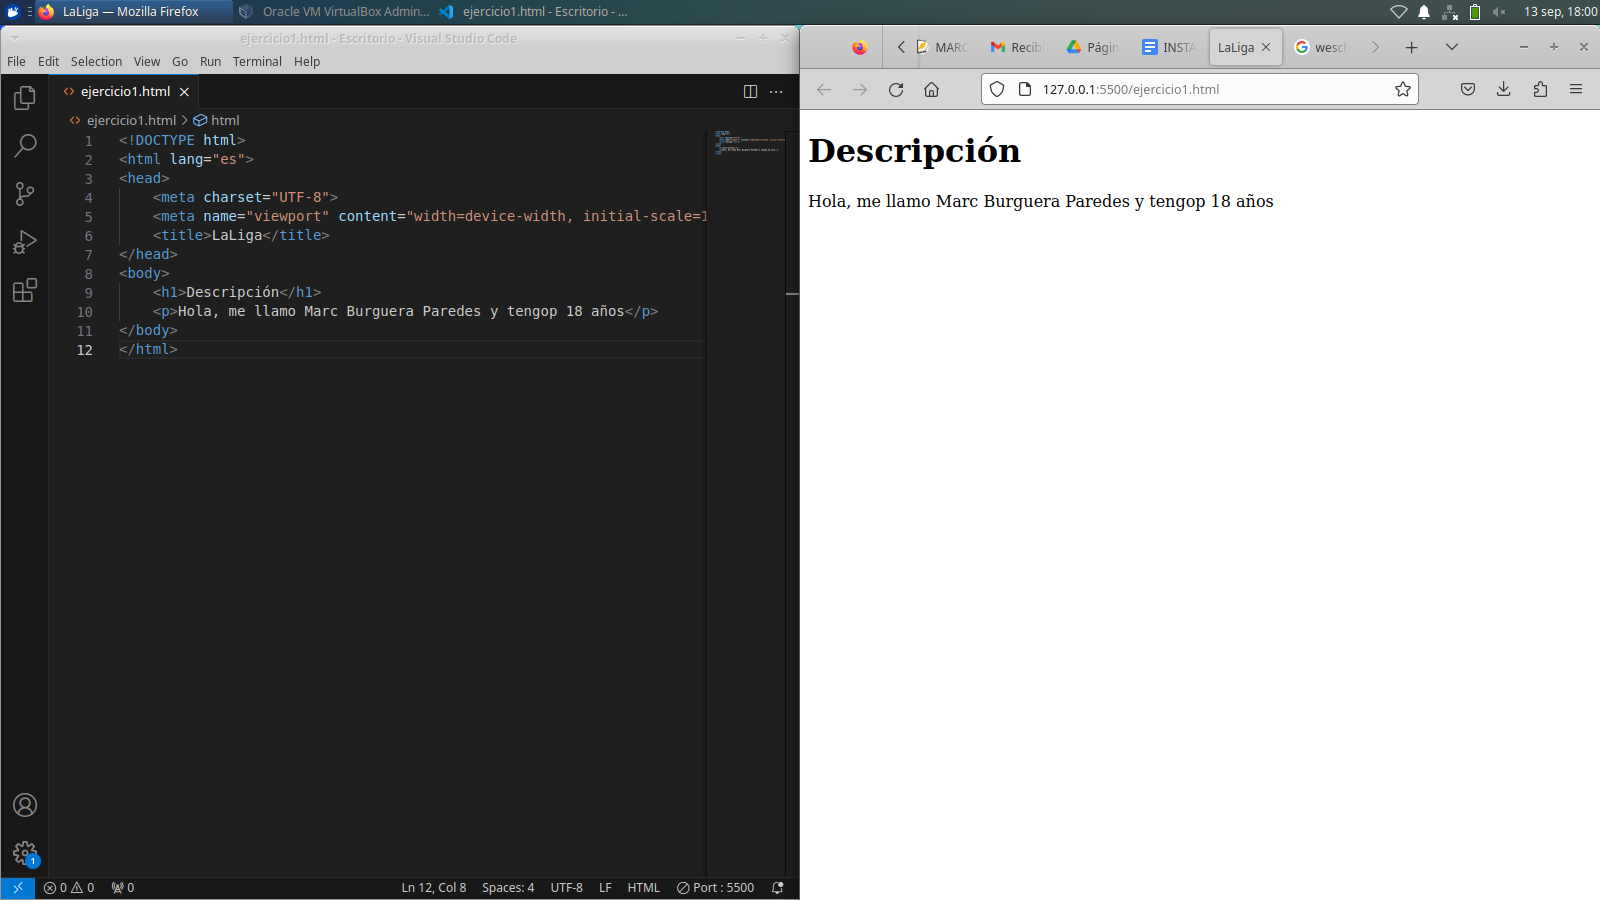 LaLiga — Mozilla Firefox
Oracle VM VirtualBox Admin...
ejercicio1.html - Escritorio - ...
13 sep, 18:00
ejercicio1.html - Escritorio - Visual Studio Code
File Edit Selection View Go Run Terminal Help
ejercicio1.html
ejercicio1.html > html
1 <!DOCTYPE html>
2 <html lang="es">
3 <head>
4 <meta charset="UTF-8">
5 <meta name="viewport" content="width=device-width, initial-scale=1
6 <title>LaLiga</title>
7 </head>
8 <body>
9 <h1>Descripción</h1>
10 <p>Hola, me llamo Marc Burguera Paredes y tengop 18 años</p>
11 </body>
12 </html>
1
0 0 0
Ln 12, Col 8 Spaces: 4 UTF-8 LF HTML Port : 5500
MARC Recib Págin INSTA LaLiga wesch
127.0.0.1:5500/ejercicio1.html
Descripción
Hola, me llamo Marc Burguera Paredes y tengop 18 años